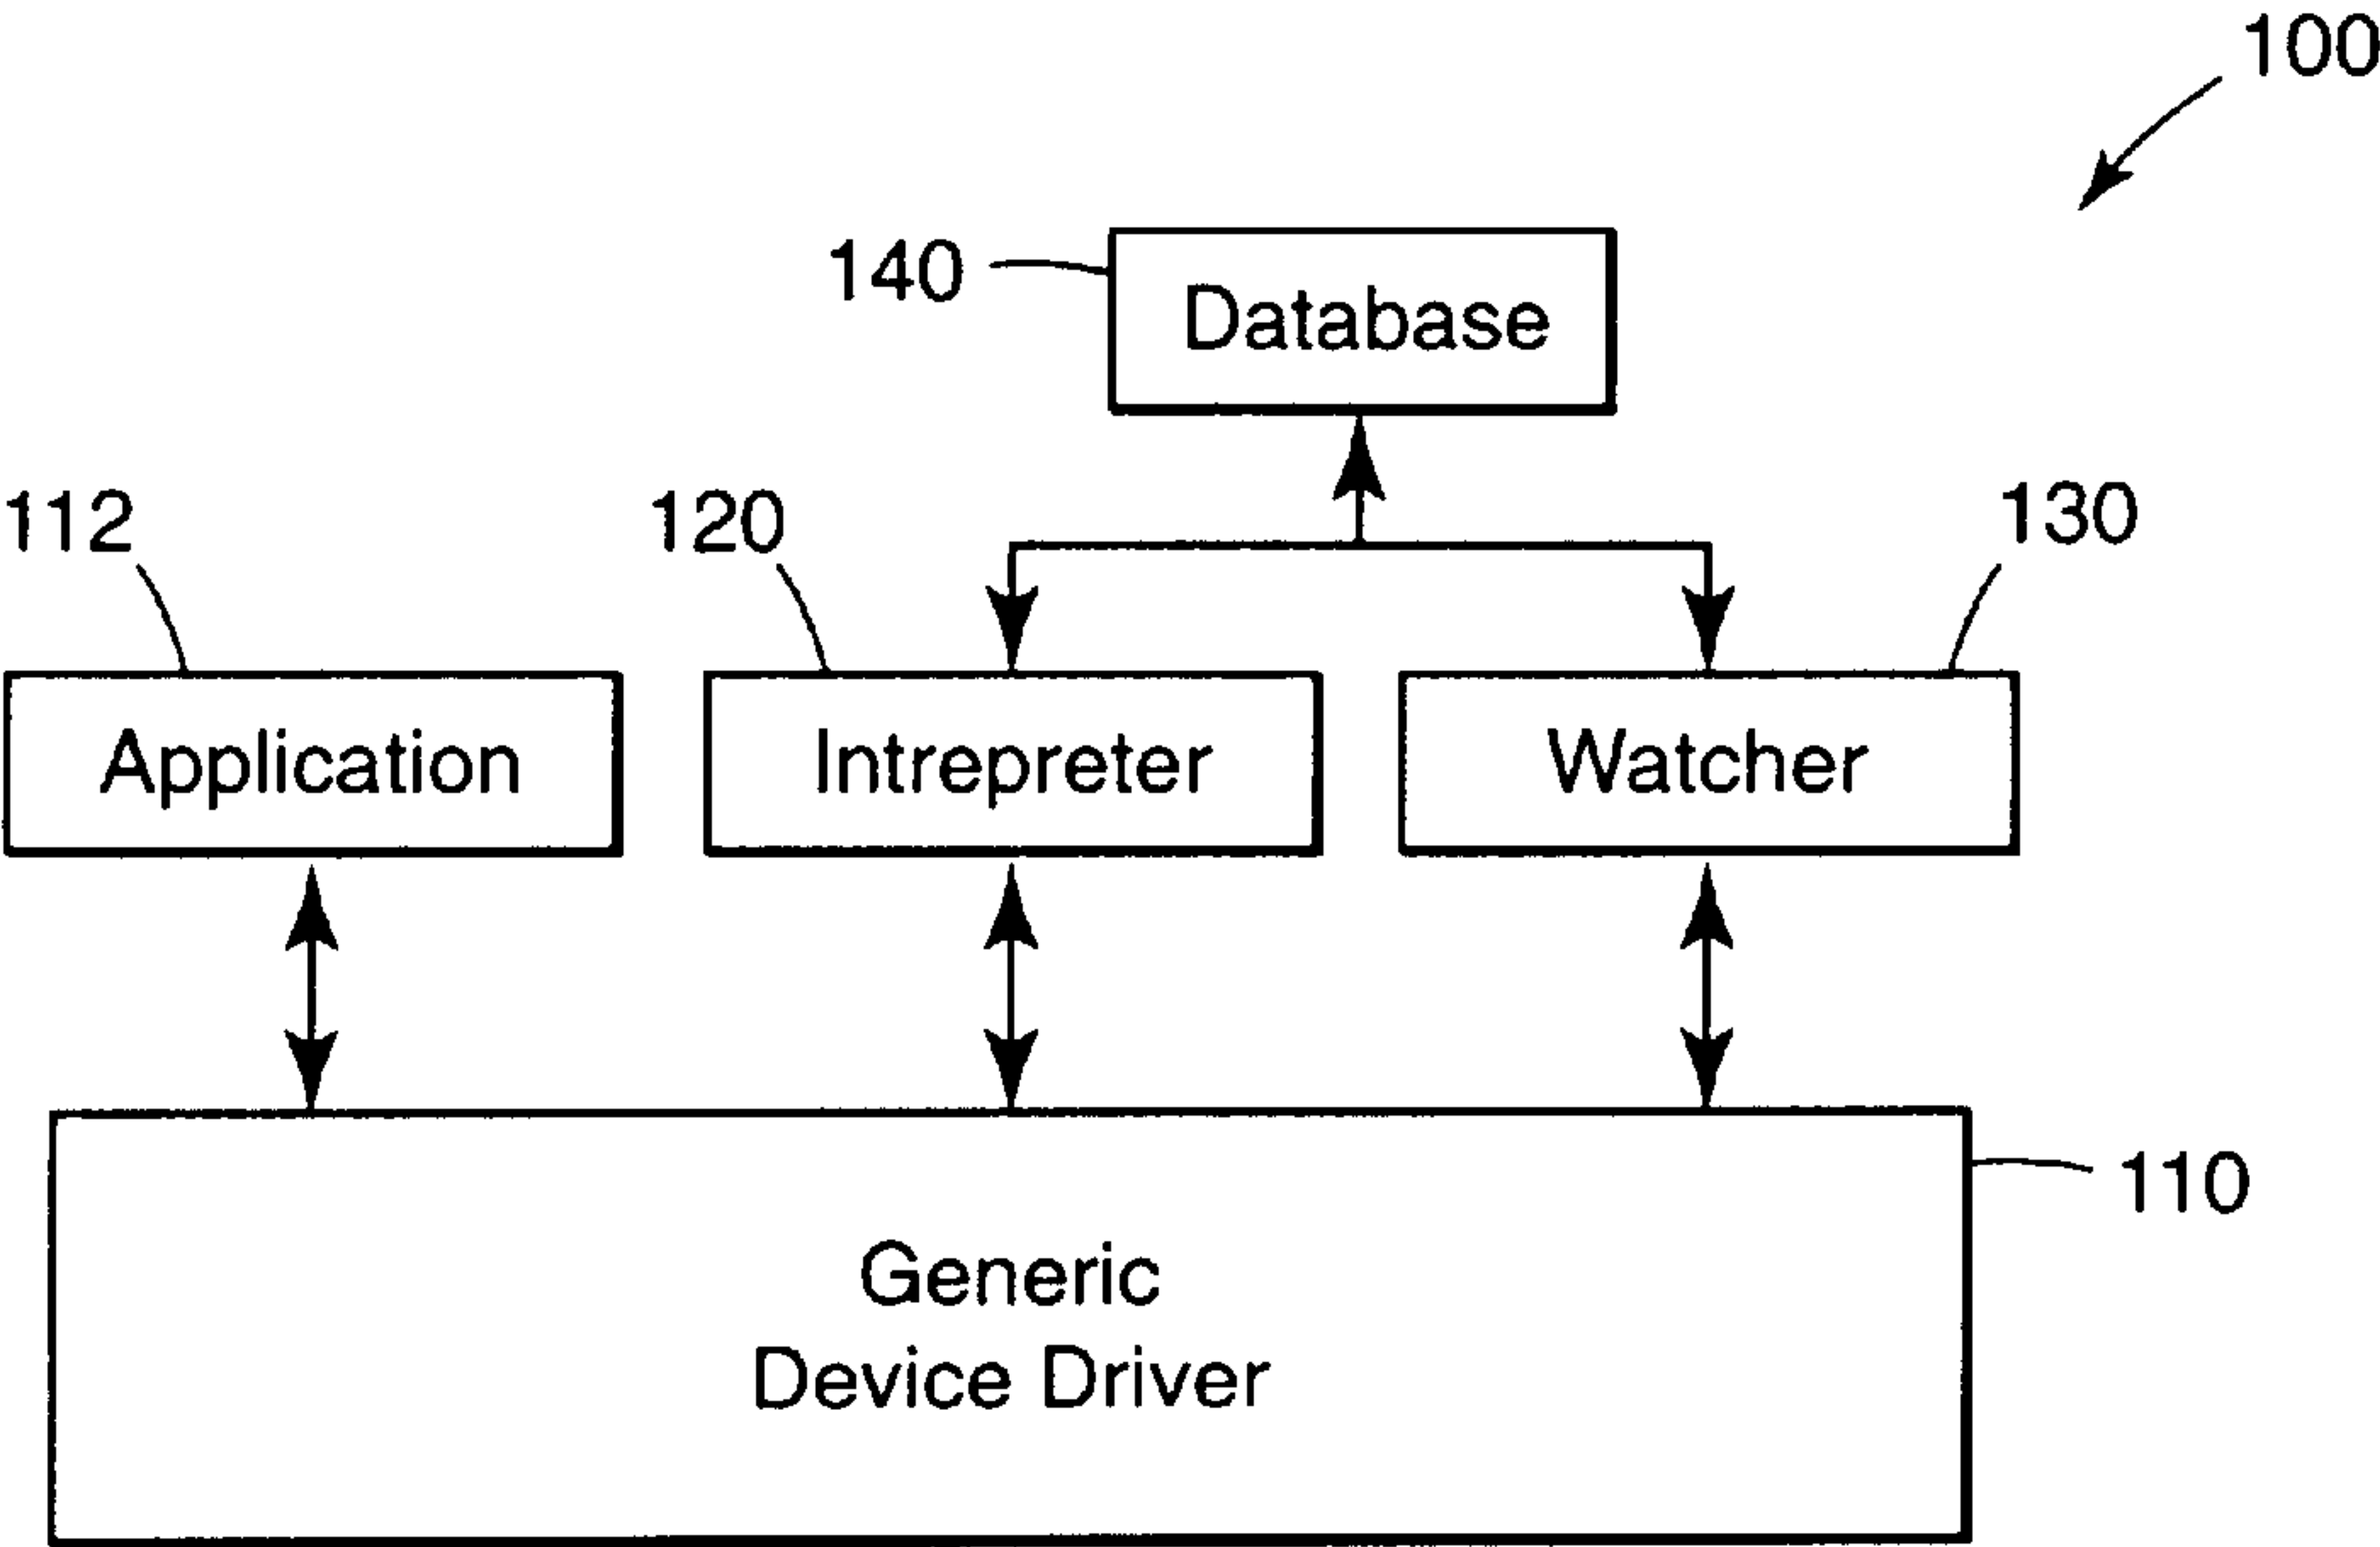 100
140
Database
112
120
130
Application
Intrepreter
Watcher
110
Generic
Device Driver